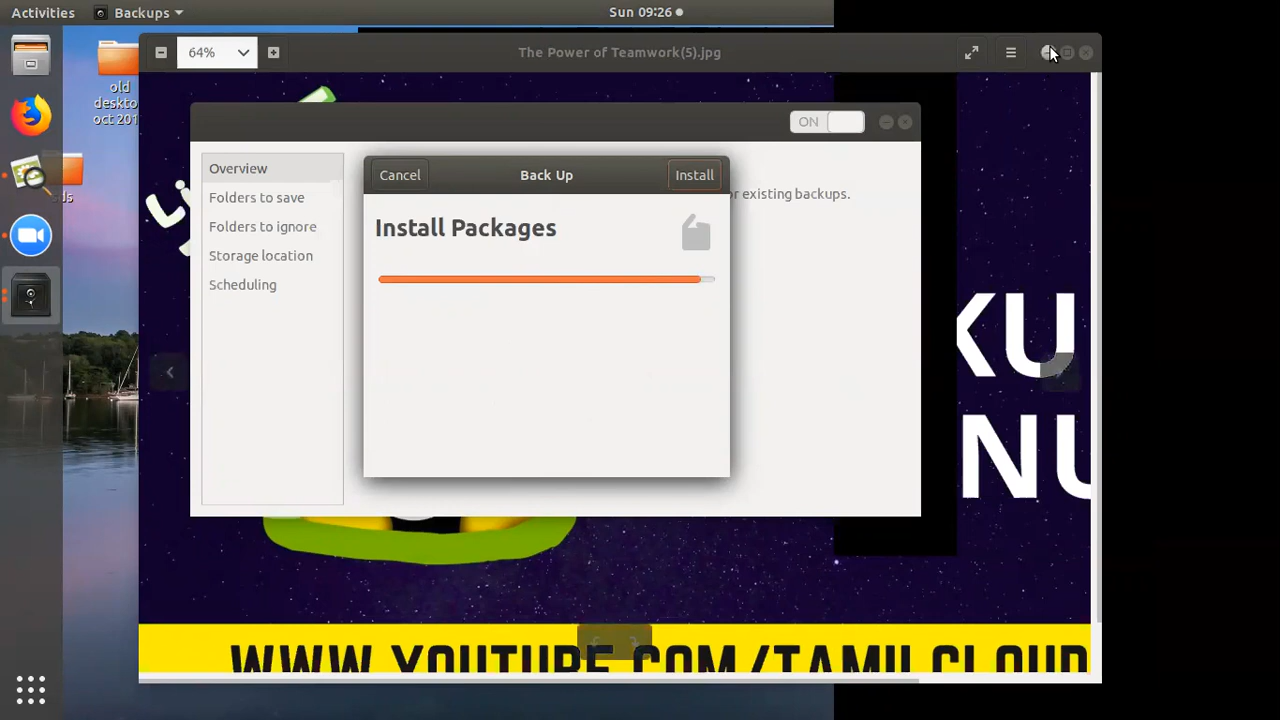 Activities
Backups
Sun 09:26
64%
The Power of Teamwork(5).jpg
old
deskto
oct 201
ON
Overview
Folders to save
Folders to ignore
Storage location
Scheduling
Cancel
Back Up
Install
r existing backups.
Install Packages
KU
NU
WWW.YOUTUBE.COM/TAMILCLOUD